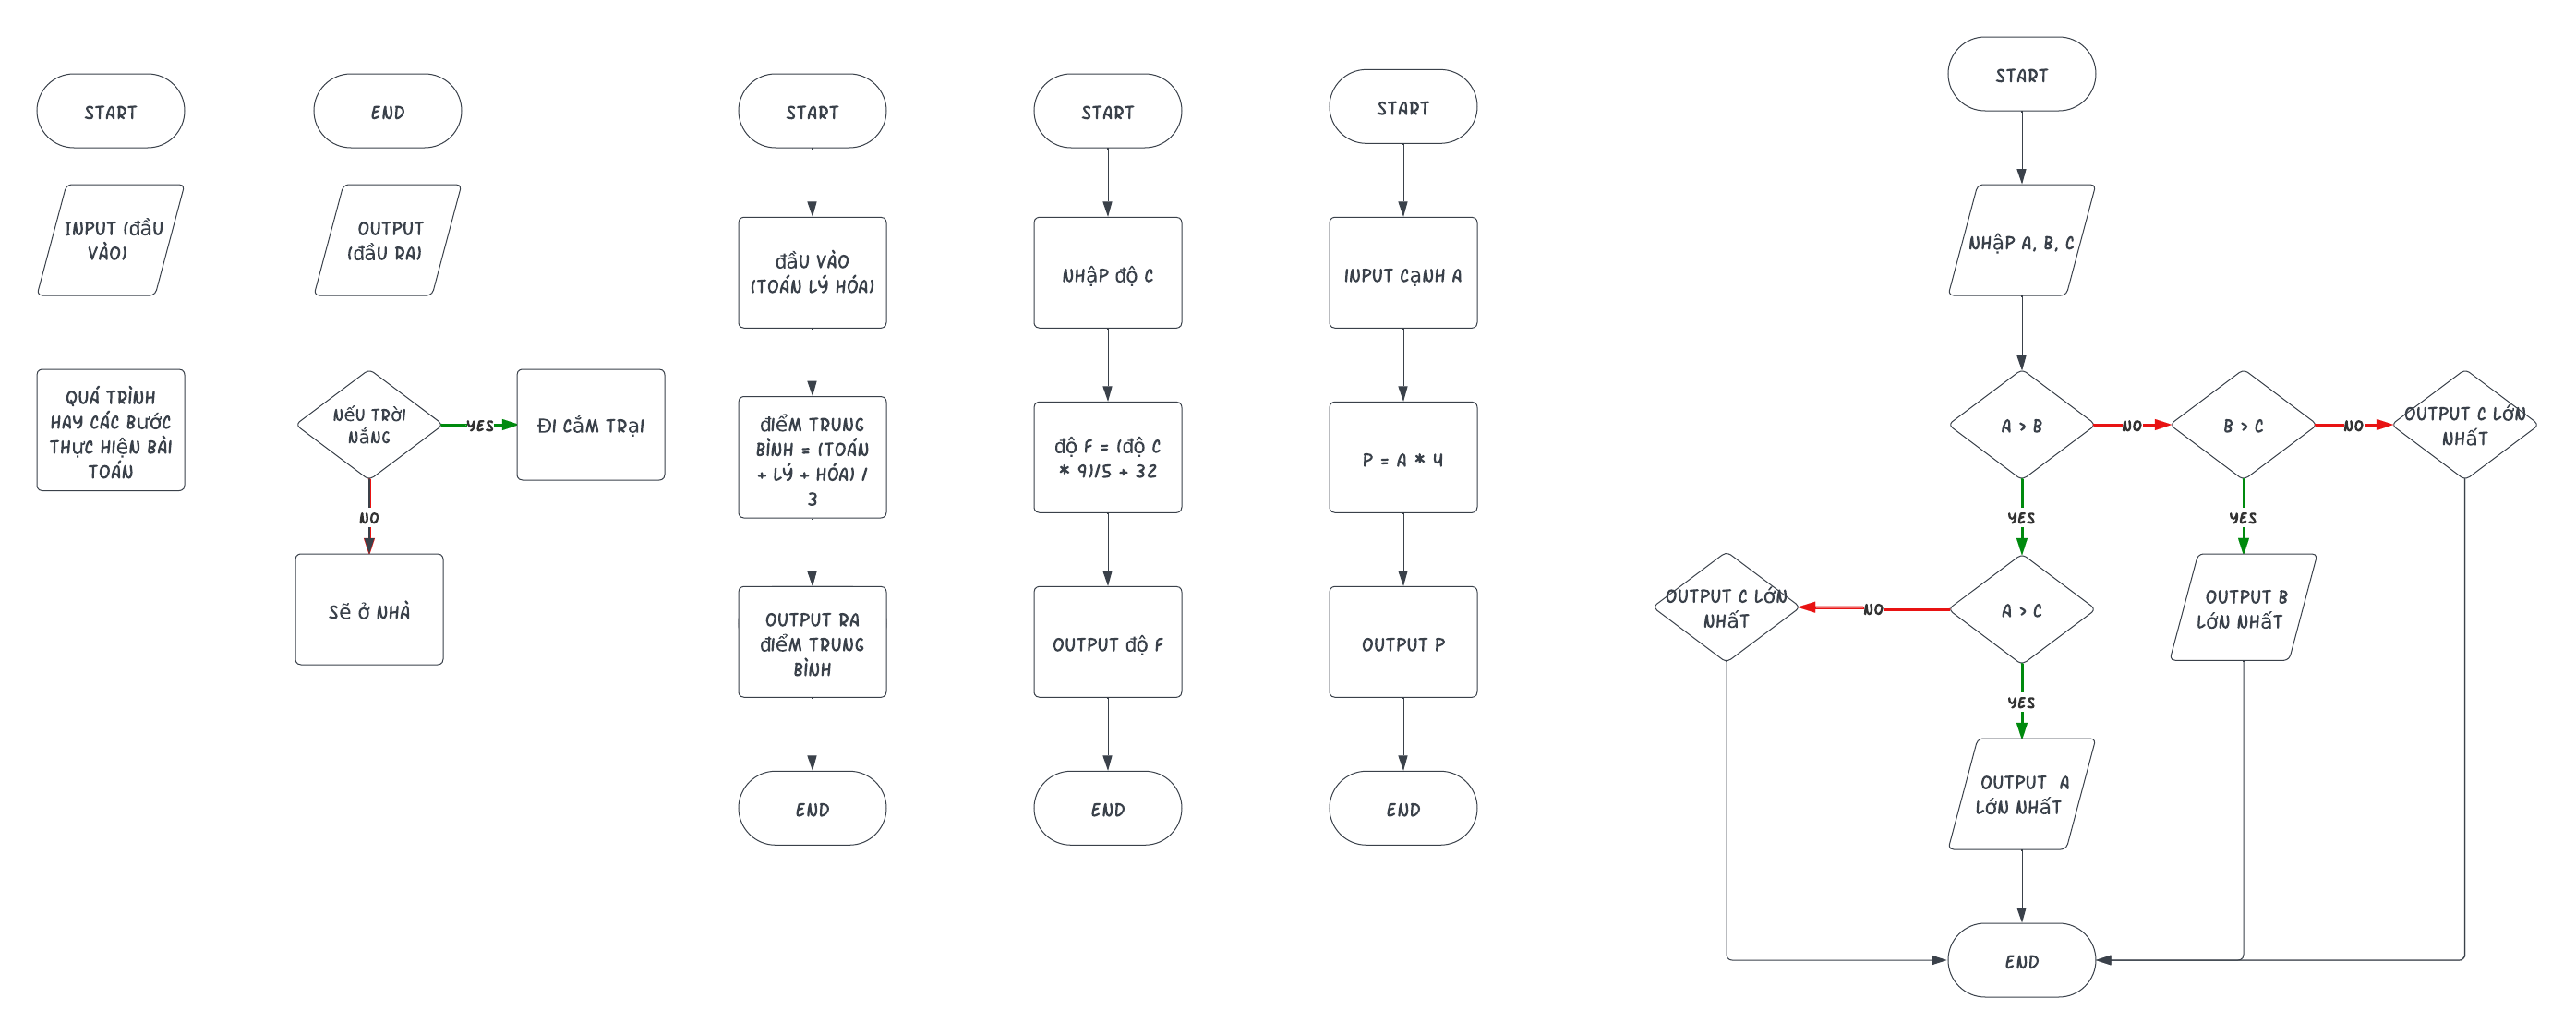 START
END
INPUT (đầU
VÀO)
OUTPUT
(đầU RA)
QUÁ TRÌNH
HAY CÁC BướC
THựC HIệN BÀI
TOÁN
NếU TRờI
NắNG
YES
ĐI CắM TRạI
NO
Sẽ ở NHÀ
START
đầU VÀO
(TOÁN LÝ HÓA)
đIểM TRUNG
BÌNH = (TOÁN
+ LÝ + HÓA) /
3
OUTPUT RA
đIểM TRUNG
BÌNH
END
START
NHậP độ C
độ F = (độ C
* 9)/5 + 32
OUTPUT độ F
END
START
INPUT CạNH A
P = A * 4
OUTPUT P
END
START
NHậP A, B, C
A > B
NO
B > C
NO
OUTPUT C LớN
NHấT
YES
YES
OUTPUT C LớN
NHấT
NO
A > C
OUTPUT B
LớN NHấT
YES
OUTPUT A
LớN NHấT
END